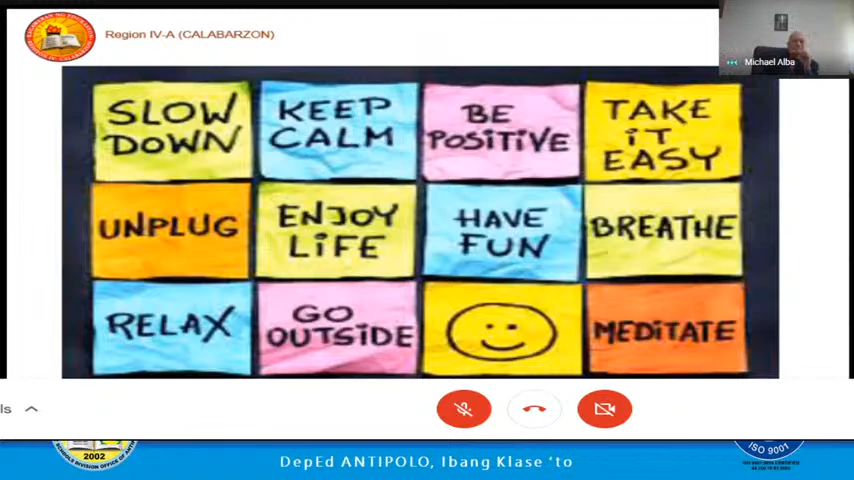 Region IV-A (CALABARZON)
Michael Alba
SLOW
DOWN
KEEP
CALM
BE
POSiTiVE
TAKE
iT
EASY
UNPLUG
ENJOY
LiFE
HAVE
FUN
BREATHE
RELAX
GO
OUTSiDE
MEDiTATE
ls
2002
ISO 9001
DepEd ANTIPOLO, Ibang Klase ‘to